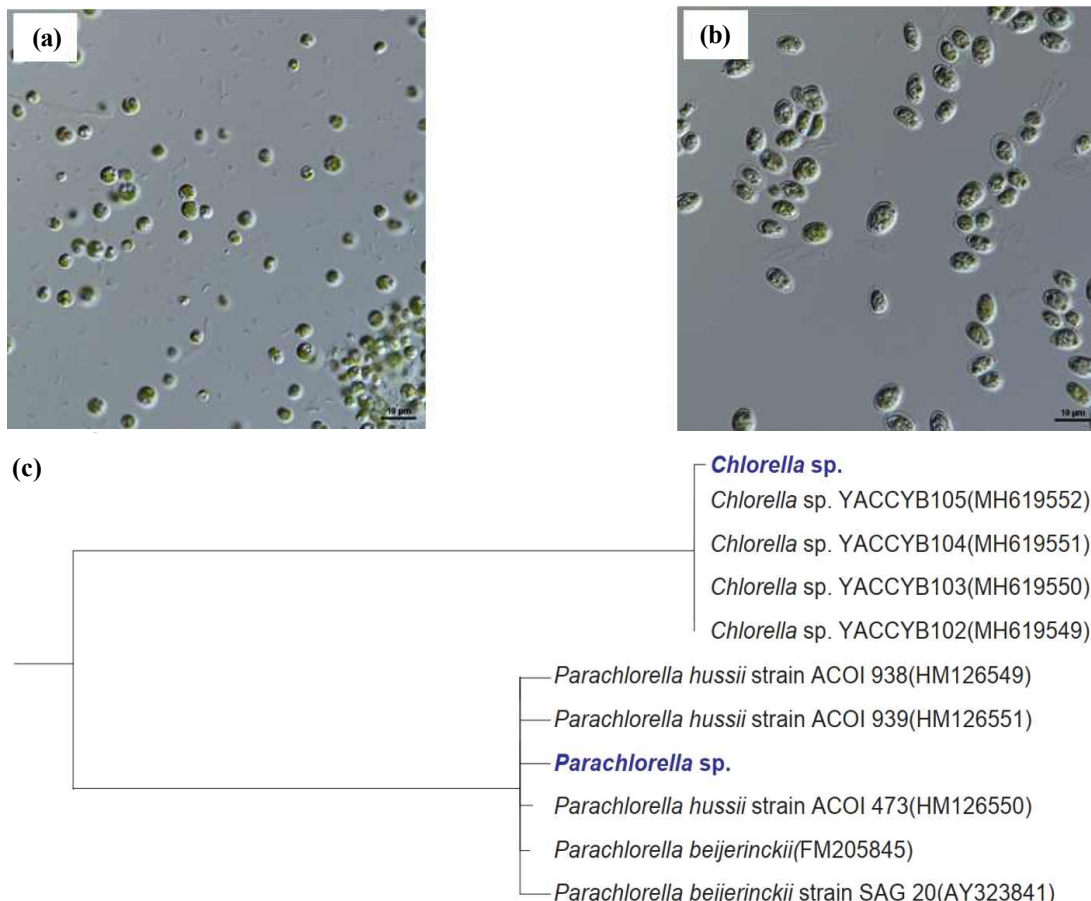 (a)
(b)
10 µm
10 µm
(c)
Chlorella sp.
Chlorella sp. YACCYB105(MH619552)
Chlorella sp. YACCYB104(MH619551)
Chlorella sp. YACCYB103(MH619550)
Chlorella sp. YACCYB102(MH619549)
Parachlorella hussii strain ACOI 938(HM126549)
Parachlorella hussii strain ACOI 939(HM126551)
Parachlorella sp.
Parachlorella hussii strain ACOI 473(HM126550)
Parachlorella beijerinckii(FM205845)
Parachlorella beijerinckii strain SAG 20(AY323841)